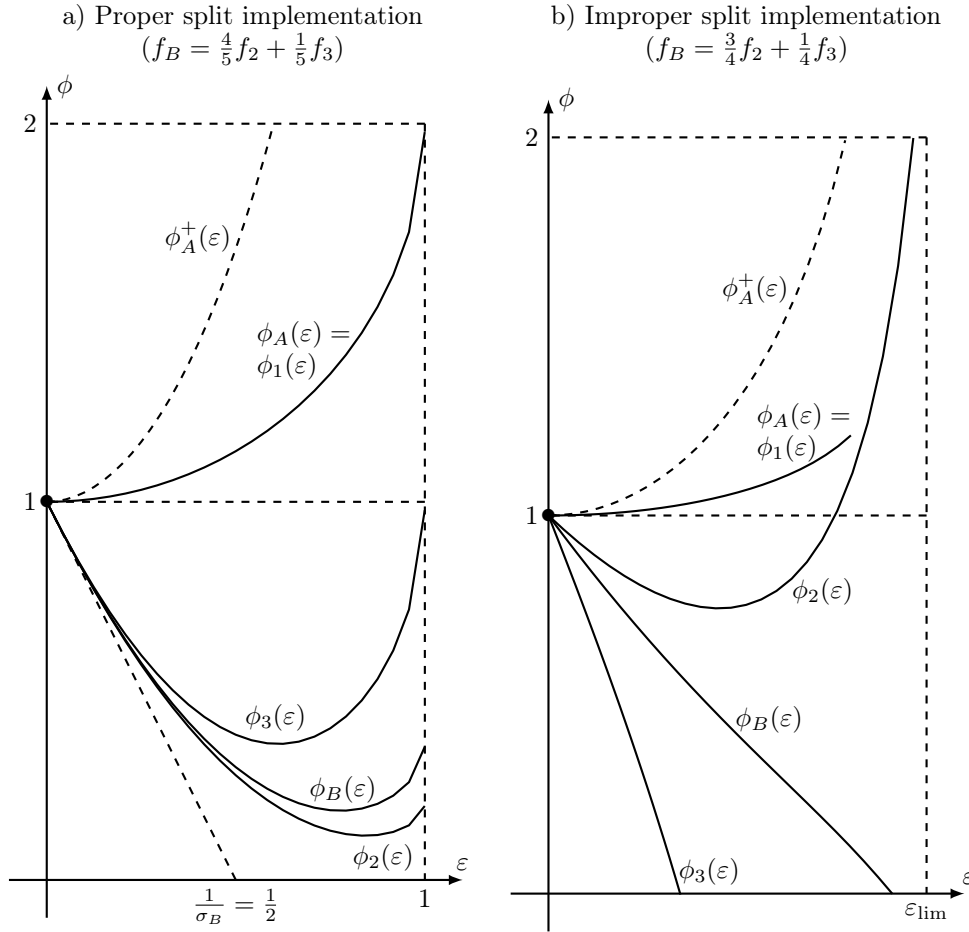 a) Proper split implementation
(f_B = 4/5 f_2 + 1/5 f_3)
ϕ
2
ϕ_A^+(ε)
ϕ_A(ε) =
ϕ_1(ε)
1
ϕ_3(ε)
ϕ_B(ε)
ϕ_2(ε)
ε
1/σ_B = 1/2
1
b) Improper split implementation
(f_B = 3/4 f_2 + 1/4 f_3)
ϕ
2
ϕ_A^+(ε)
ϕ_A(ε) =
ϕ_1(ε)
1
ϕ_2(ε)
ϕ_B(ε)
ϕ_3(ε)
ε
ε_lim